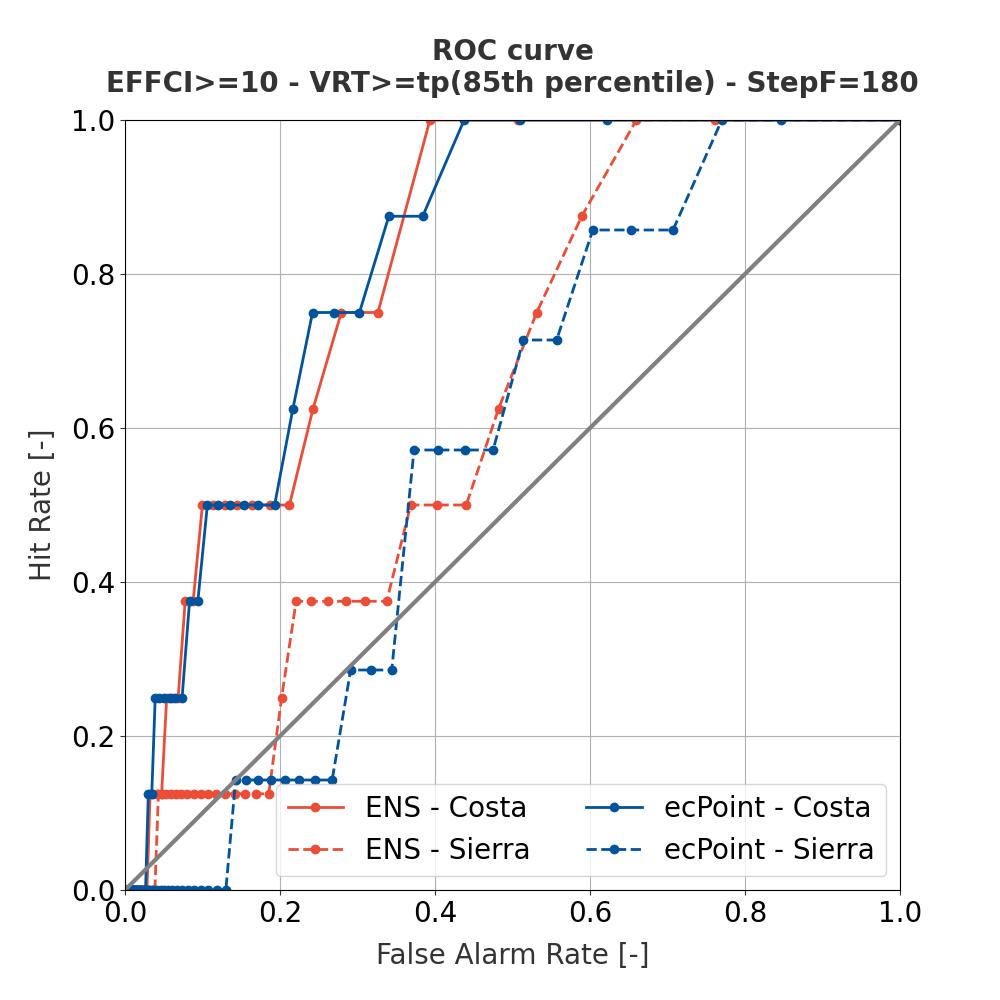 ROC curve
EFFCI>=10 - VRT>=tp(85th percentile) - StepF=180
1.0
0.8
0.6
0.4
0.2
0.0
Hit Rate [-]
ENS - Costa
ecPoint - Costa
ENS - Sierra
ecPoint - Sierra
0.0 0.2 0.4 0.6 0.8 1.0
False Alarm Rate [-]